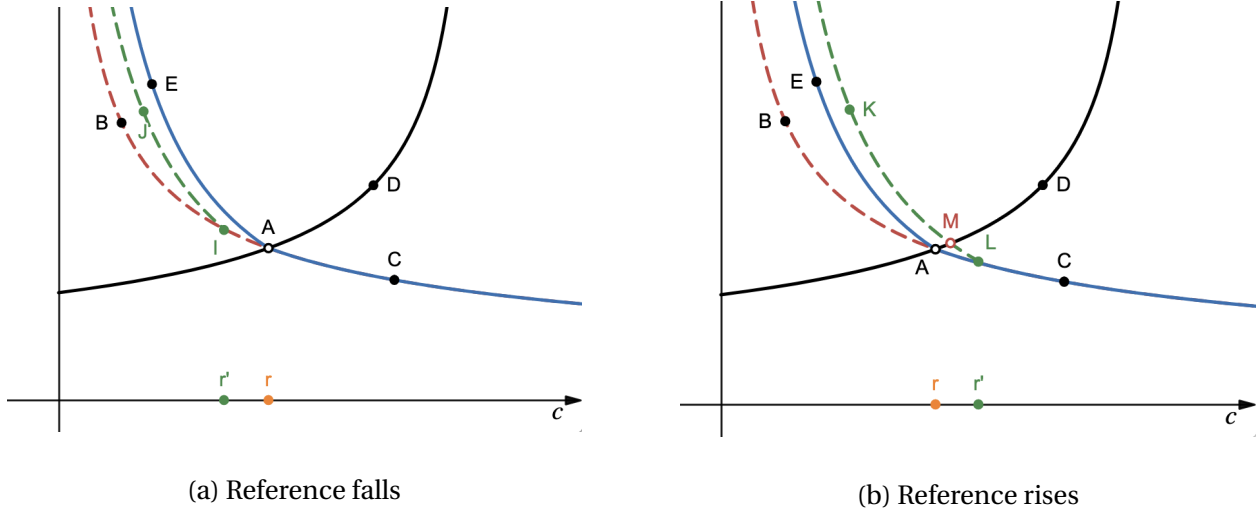 E
B
J
D
A
I
C
r'
r
c
(a) Reference falls
E
K
B
D
M
L
A
C
r
r'
c
(b) Reference rises